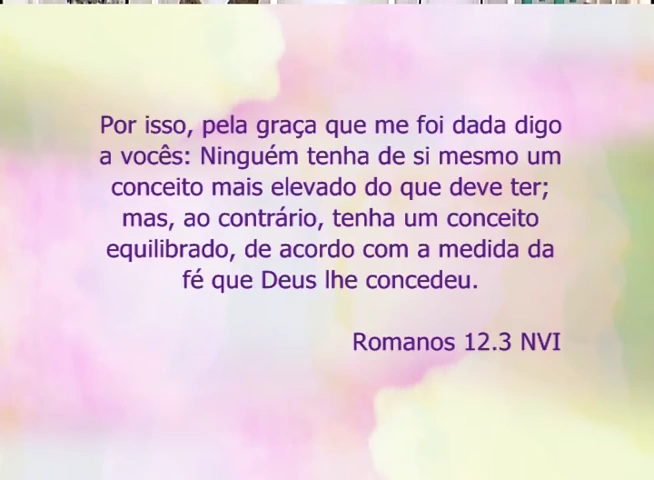 Por isso, pela graça que me foi dada digo
a vocês: Ninguém tenha de si mesmo um
conceito mais elevado do que deve ter;
mas, ao contrário, tenha um conceito
equilibrado, de acordo com a medida da
fé que Deus lhe concedeu.
Romanos 12.3 NVI